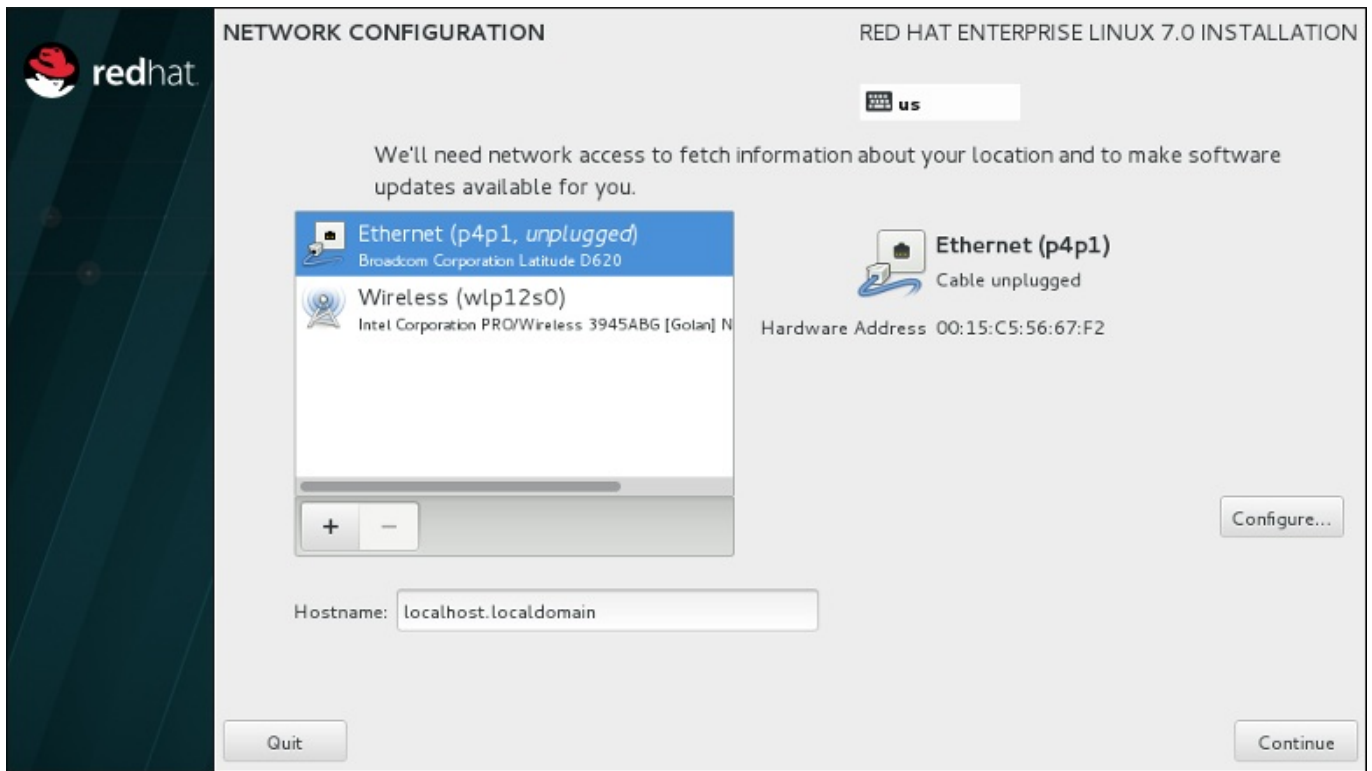 NETWORK CONFIGURATION
RED HAT ENTERPRISE LINUX 7.0 INSTALLATION
redhat.
us
We'll need network access to fetch information about your location and to make software
updates available for you.
Ethernet (p4p1, unplugged)
Broadcom Corporation Latitude D620
Wireless (wlp12s0)
Intel Corporation PRO/Wireless 3945ABG [Golan] N
Ethernet (p4p1)
Cable unplugged
Hardware Address 00:15:C5:56:67:F2
+ −
Configure...
Hostname: localhost.localdomain
Quit
Continue